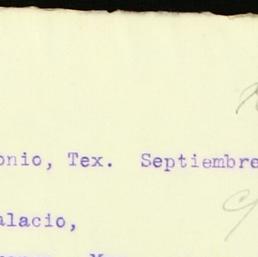 onio, Tex. Septiembre
alacio,